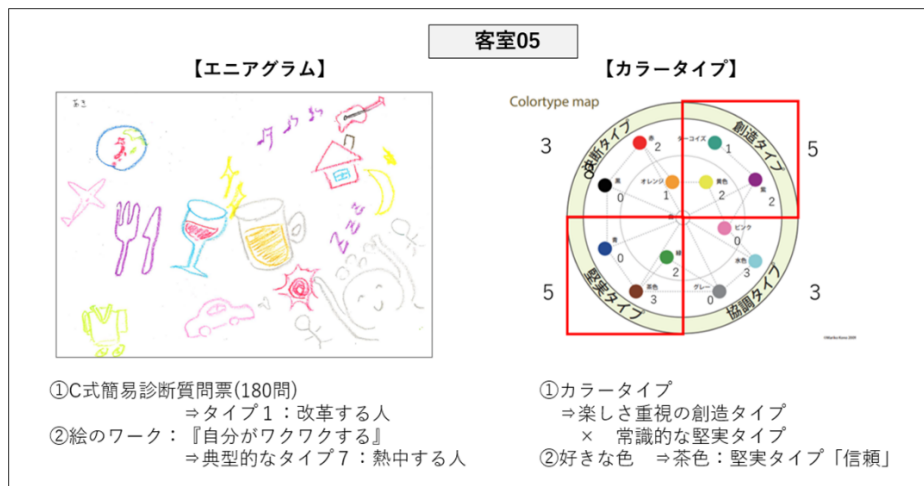 客室05
【エニアグラム】
【カラータイプ】
あき
zzz
Colortype map
決断タイプ
創造タイプ
堅実タイプ
協調タイプ
3
5
5
3
赤
2
ターコイズ
1
黒
0
オレンジ
1
黄色
2
紫
2
青
0
ピンク
0
緑
2
水色
3
茶色
3
グレー
0
①C式簡易診断質問票(180問)
⇒タイプ１：改革する人
②絵のワーク：『自分がワクワクする』
⇒典型的なタイプ７：熱中する人
①カラータイプ
⇒楽しさ重視の創造タイプ
×　常識的な堅実タイプ
②好きな色　⇒茶色：堅実タイプ「信頼」